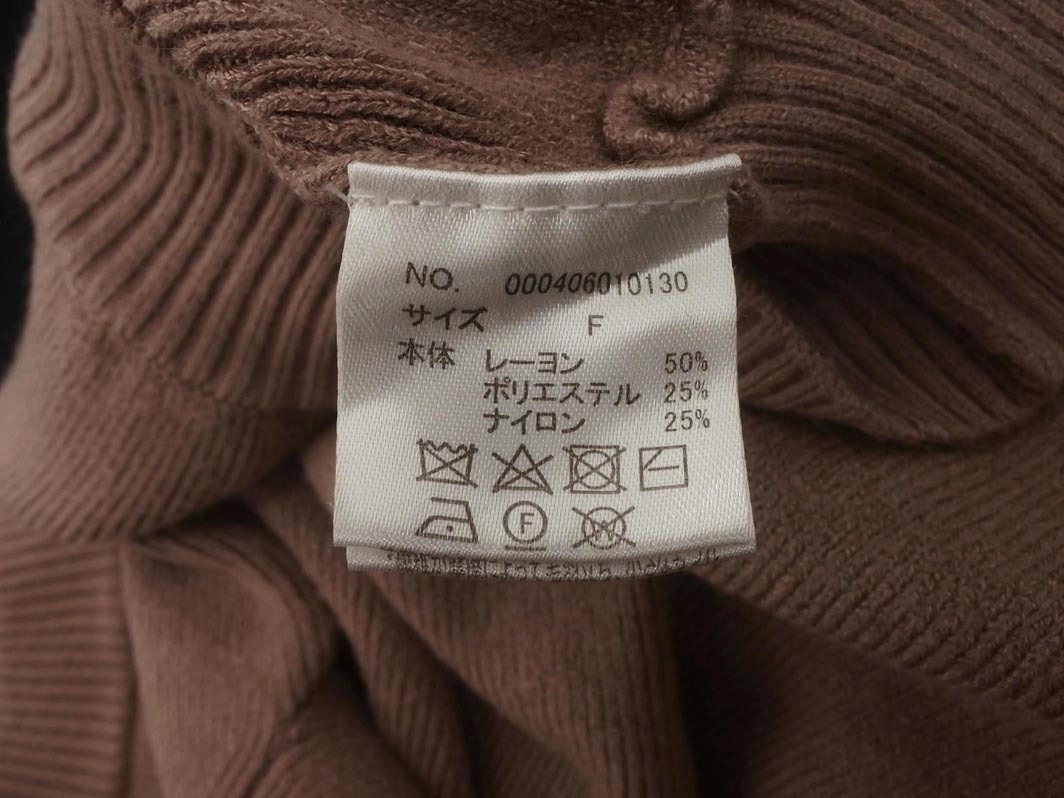 NO. 000406010130
サイズ F
本体 レーヨン 50%
ポリエステル 25%
ナイロン 25%
F
W